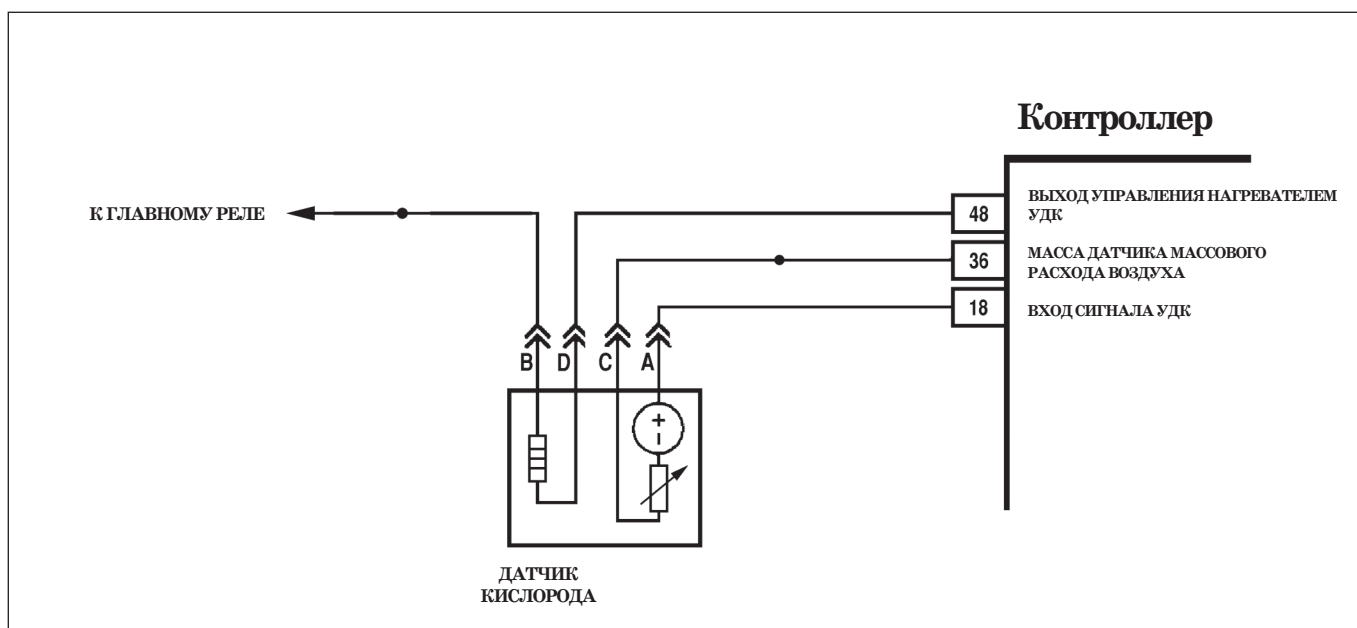 Контроллер
К ГЛАВНОМУ РЕЛЕ
48
ВЫХОД УПРАВЛЕНИЯ НАГРЕВАТЕЛЕМ
УДК
36
МАССА ДАТЧИКА МАССОВОГО
РАСХОДА ВОЗДУХА
18
ВХОД СИГНАЛА УДК
B D C A
+
–
ДАТЧИК
КИСЛОРОДА